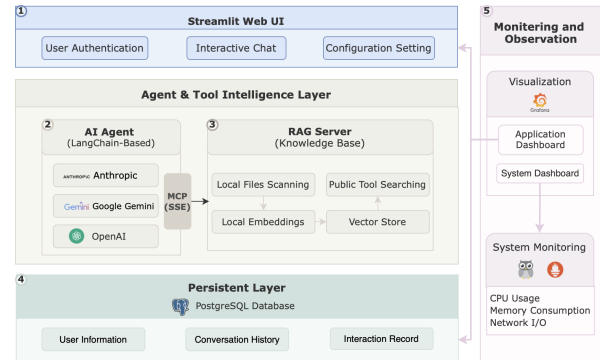 1
Streamlit Web UI
User Authentication
Interactive Chat
Configuration Setting
Agent & Tool Intelligence Layer
2
AI Agent
(LangChain-Based)
ANTHROPIC Anthropic
Gemini Google Gemini
OpenAI
MCP
(SSE)
3
RAG Server
(Knowledge Base)
Local Files Scanning
Public Tool Searching
Local Embeddings
Vector Store
4
Persistent Layer
PostgreSQL Database
User Information
Conversation History
Interaction Record
5
Monitoring and
Observation
Visualization
Grafana
Application
Dashboard
System Dashboard
System Monitoring
CPU Usage
Memory Consumption
Network I/O